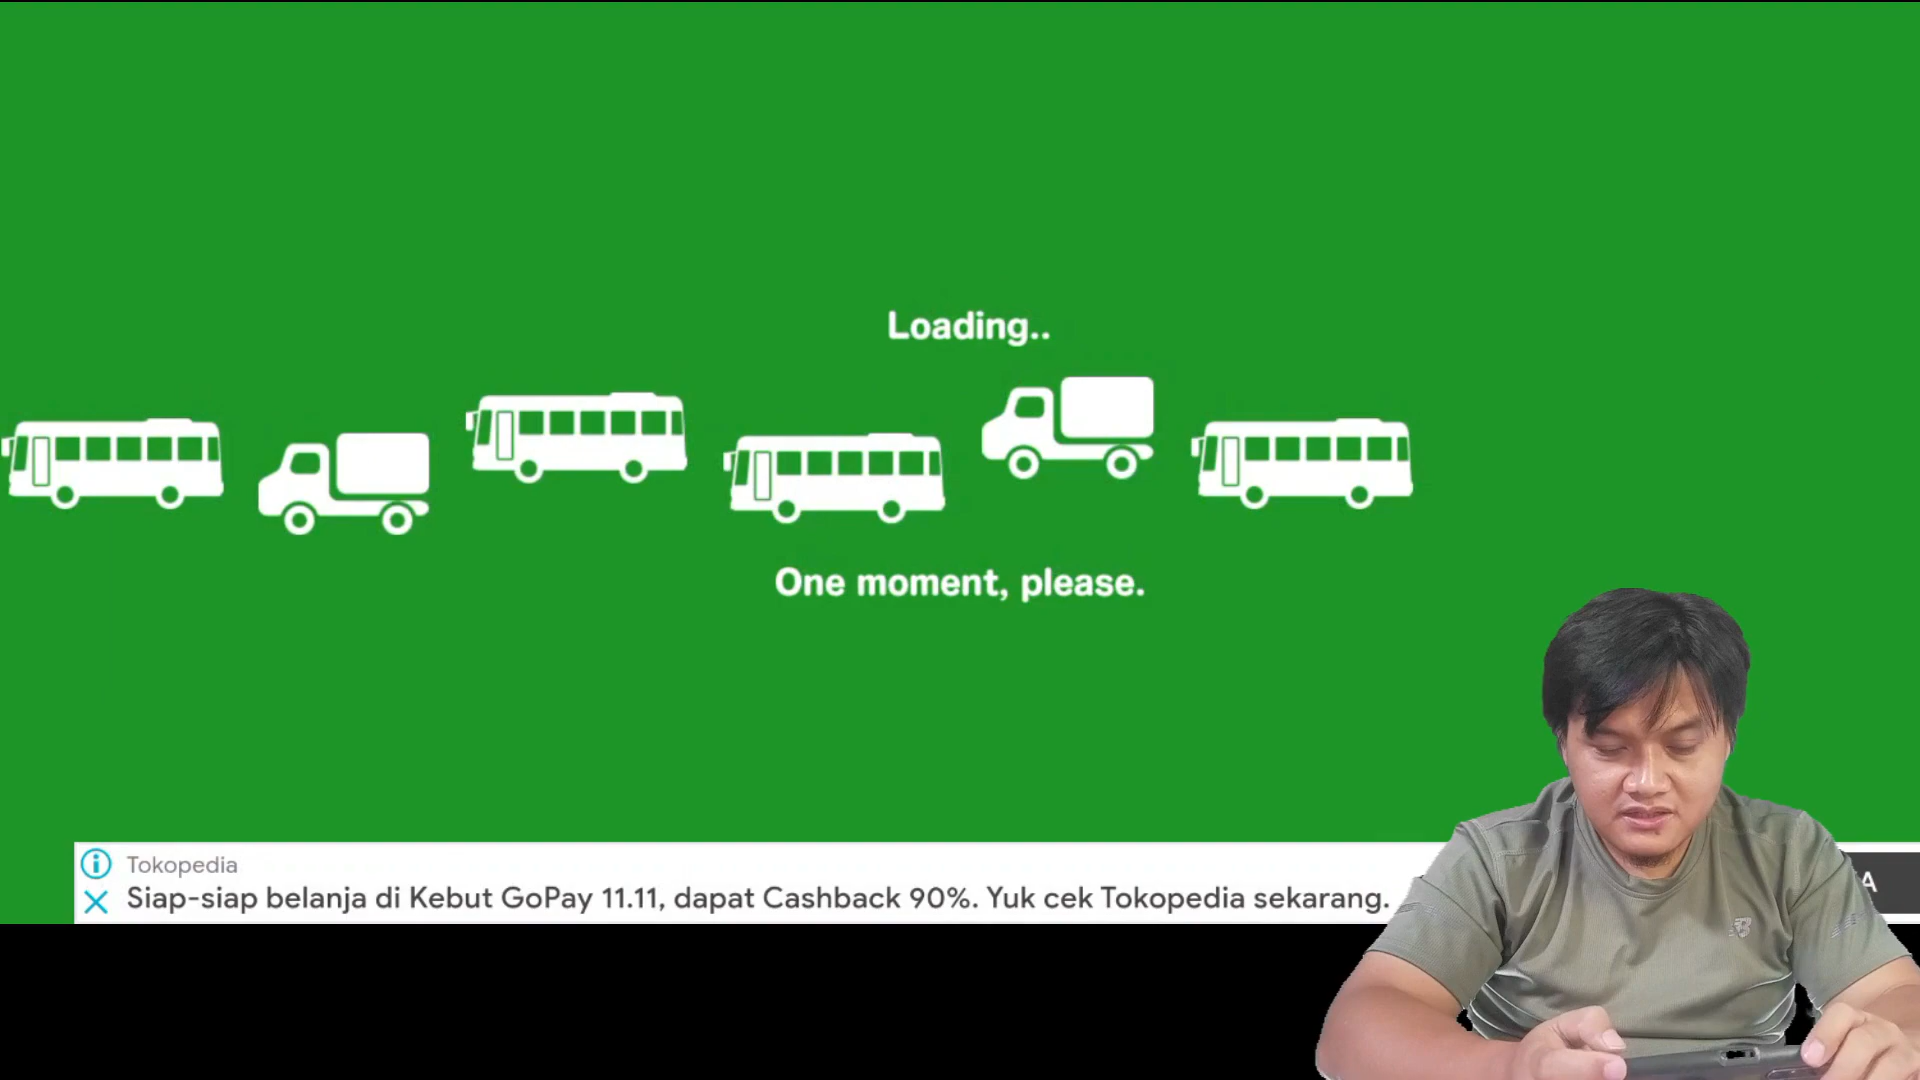 Loading..
One moment, please.
Tokopedia
Siap-siap belanja di Kebut GoPay 11.11, dapat Cashback 90%. Yuk cek Tokopedia sekarang.
A